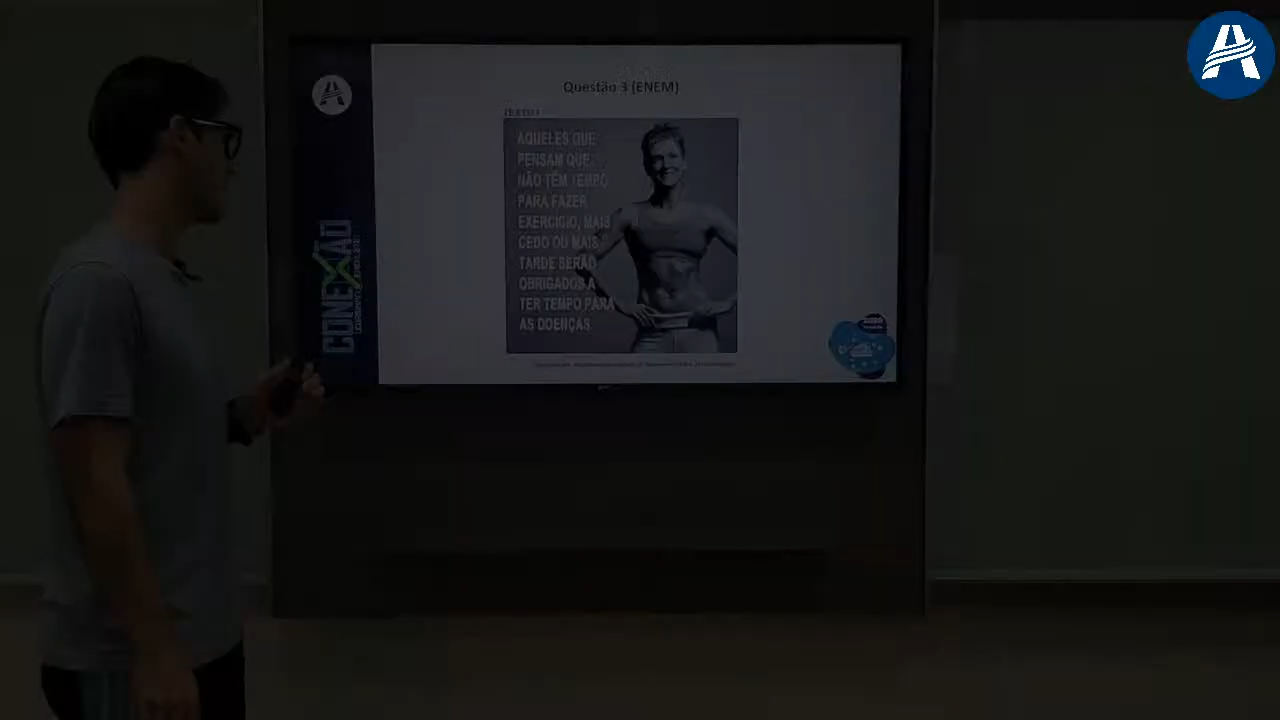 Questão 3 (ENEM)
TEXTO I
AQUELES QUE
PENSAM QUE
NÃO TÊM TEMPO
PARA FAZER
EXERCÍCIO, MAIS
CEDO OU MAIS
TARDE SERÃO
OBRIGADOS A
TER TEMPO PARA
AS DOENÇAS.
CONEXÃO